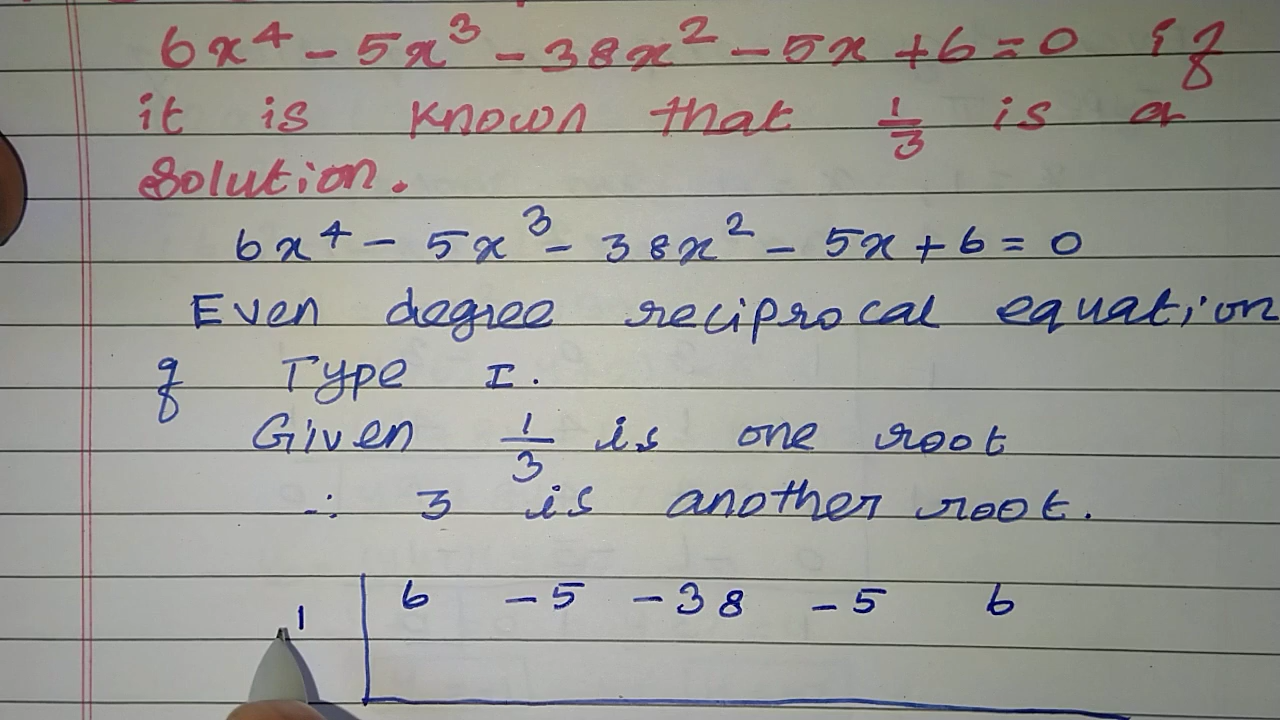 6x⁴ - 5x³ - 38x² - 5x + 6 = 0 if
it is known that 1/3 is a
solution.
6x⁴ - 5x³ - 38x² - 5x + 6 = 0
Even degree reciprocal equation
of Type I.
Given 1/3 is one root
∴ 3 is another root.
6 -5 -38 -5 6
1